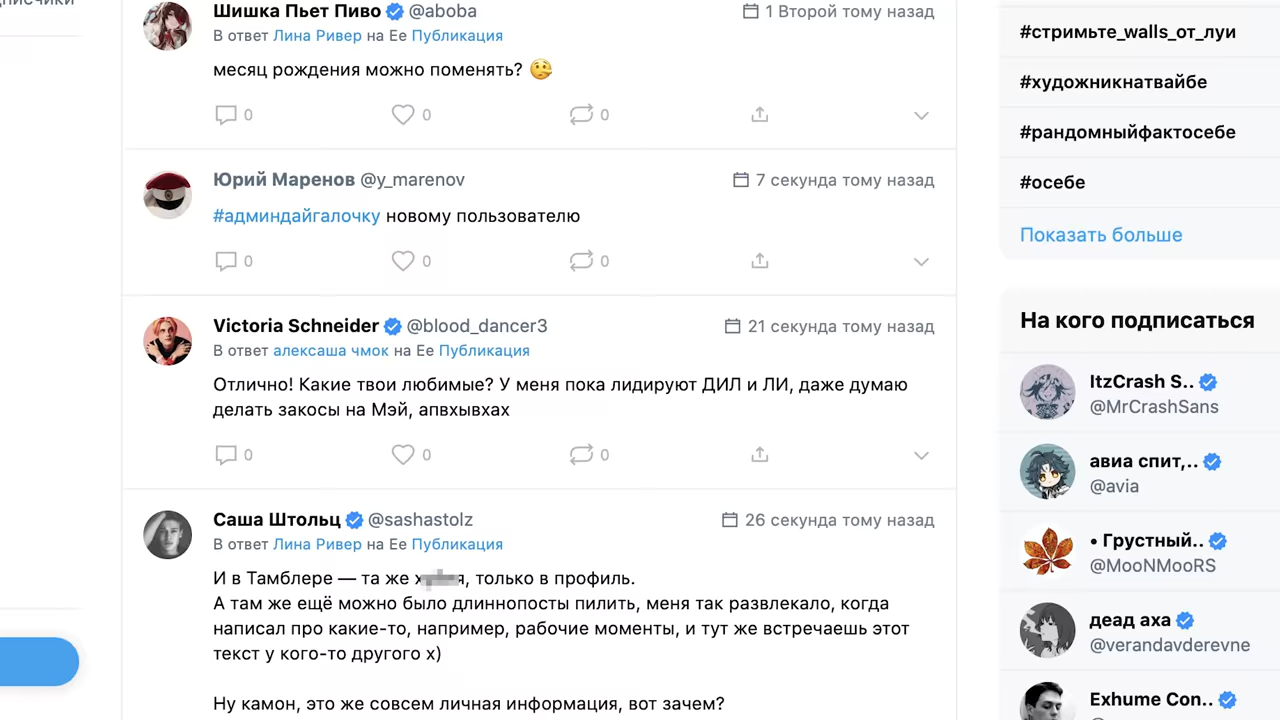 Шишка Пьет Пиво @aboba
1 Второй тому назад
В ответ Лина Ривер на Ее Публикация
месяц рождения можно поменять?
0 0 0
Юрий Маренов @y_marenov
7 секунда тому назад
#админдайгалочку новому пользователю
0 0 0
Victoria Schneider @blood_dancer3
21 секунда тому назад
В ответ алексаша чмок на Ее Публикация
Отлично! Какие твои любимые? У меня пока лидируют ДИЛ и ЛИ, даже думаю
делать закосы на Мэй, апвхывхах
0 0 0
Саша Штольц @sashastolz
26 секунда тому назад
В ответ Лина Ривер на Ее Публикация
И в Тамблере — та же х я, только в профиль.
А там же ещё можно было длиннопосты пилить, меня так развлекало, когда
написал про какие-то, например, рабочие моменты, и тут же встречаешь этот
текст у кого-то другого х)
Ну камон, это же совсем личная информация, вот зачем?
#стримьте_walls_от_луи
#художникнатвайбе
#рандомныйфактосебе
#осебе
Показать больше
На кого подписаться
ItzCrash S..
@MrCrashSans
авиа спит,..
@avia
• Грустный..
@MooNMooRS
деад аха
@verandavderevne
Exhume Con..